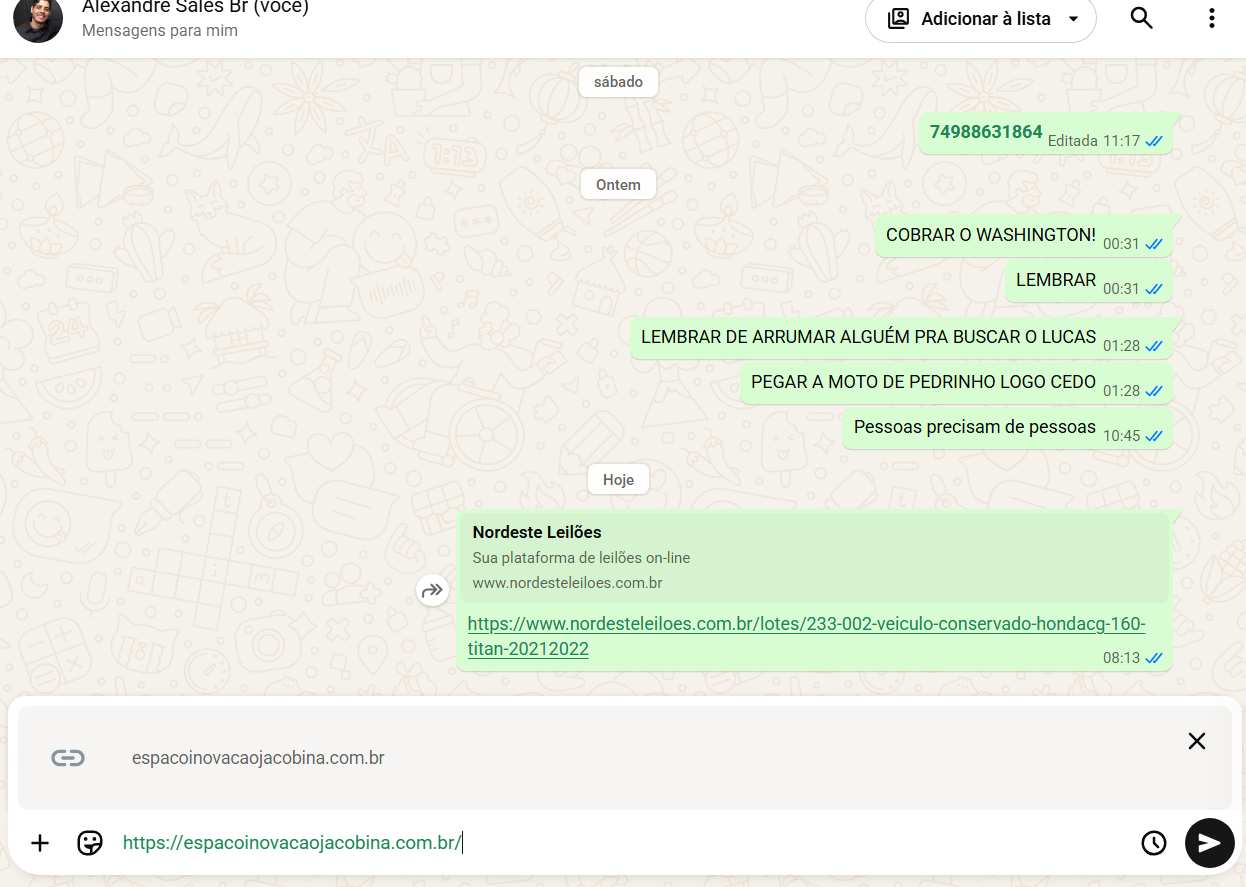 Alexandre Sales Br (você)
Mensagens para mim
Adicionar à lista
sábado
74988631864 Editada 11:17
Ontem
COBRAR O WASHINGTON! 00:31
LEMBRAR 00:31
LEMBRAR DE ARRUMAR ALGUÉM PRA BUSCAR O LUCAS 01:28
PEGAR A MOTO DE PEDRINHO LOGO CEDO 01:28
Pessoas precisam de pessoas 10:45
Hoje
Nordeste Leilões
Sua plataforma de leilões on-line
www.nordesteleiloes.com.br
https://www.nordesteleiloes.com.br/lotes/233-002-veiculo-conservado-hondacg-160-
titan-20212022
08:13
espacoinovacaojacobina.com.br
https://espacoinovacaojacobina.com.br/